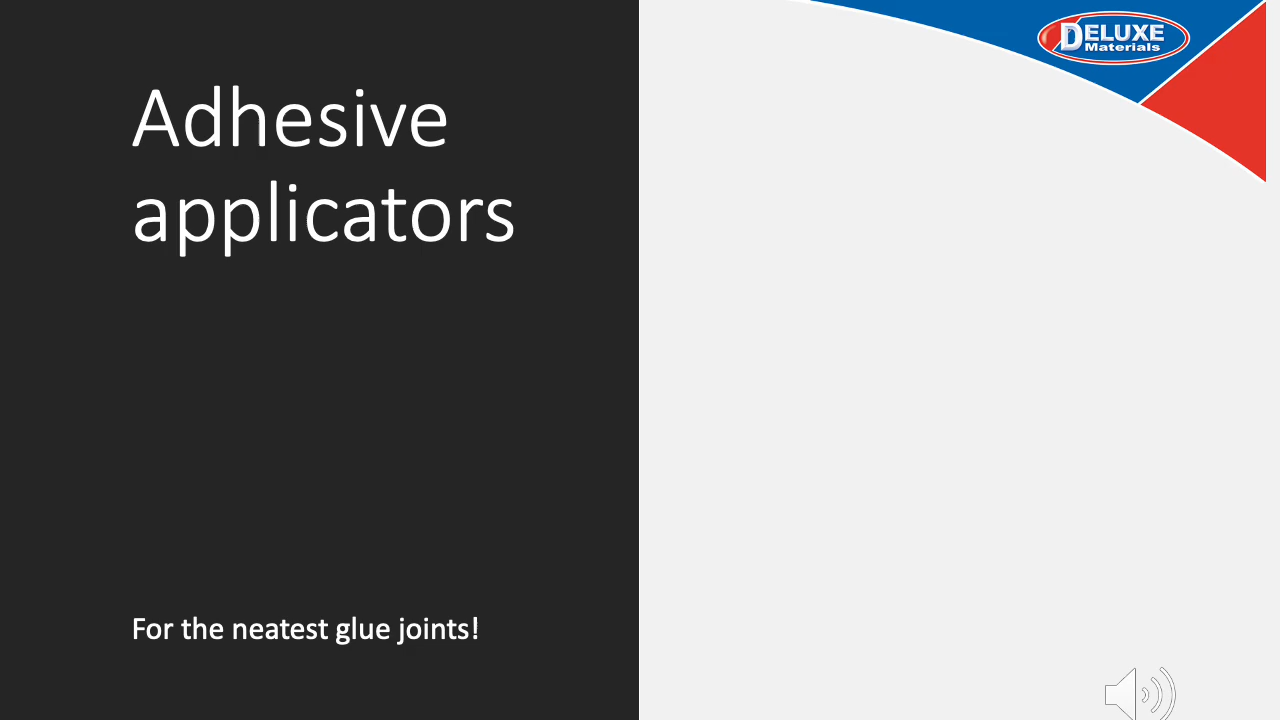 Adhesive
applicators
For the neatest glue joints!
DELUXE
Materials